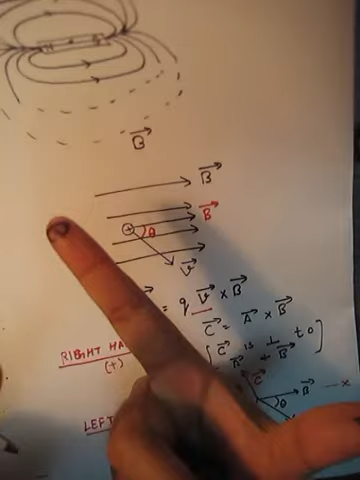 B
B
B
+ θ
v
= q v × B
C = A × B
[ C is ⊥ to ]
A + B
RIGHT HA
(+)
C
B
θ
x
LEFT